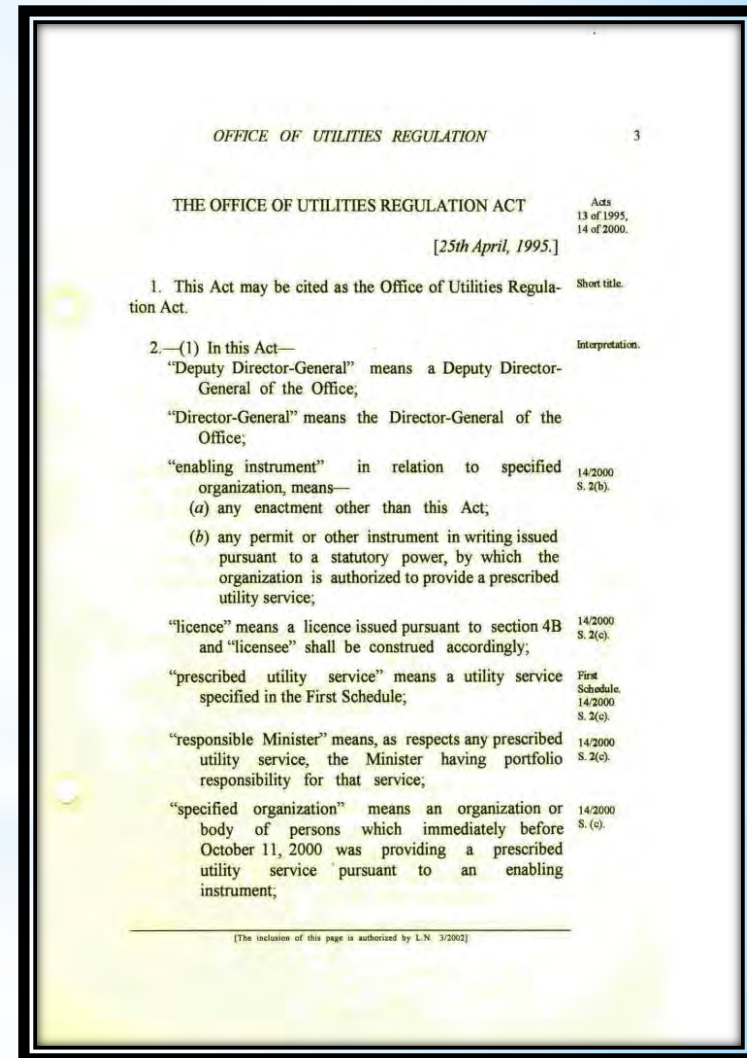 OFFICE OF UTILITIES REGULATION 3
THE OFFICE OF UTILITIES REGULATION ACT
Acts
13 of 1995,
14 of 2000.
[25th April, 1995.]
1. This Act may be cited as the Office of Utilities Regula- Short title.
tion Act.
2.—(1) In this Act— Interpretation.
“Deputy Director-General” means a Deputy Director-
General of the Office;
“Director-General” means the Director-General of the
Office;
“enabling instrument” in relation to specified 14/2000
organization, means— S. 2(b).
(a) any enactment other than this Act;
(b) any permit or other instrument in writing issued
pursuant to a statutory power, by which the
organization is authorized to provide a prescribed
utility service;
“licence” means a licence issued pursuant to section 4B 14/2000
and “licensee” shall be construed accordingly; S. 2(c).
“prescribed utility service” means a utility service First
specified in the First Schedule; Schedule.
14/2000
S. 2(c).
“responsible Minister” means, as respects any prescribed 14/2000
utility service, the Minister having portfolio S. 2(c).
responsibility for that service;
“specified organization” means an organization or 14/2000
body of persons which immediately before S. (c).
October 11, 2000 was providing a prescribed
utility service pursuant to an enabling
instrument;
[The inclusion of this page is authorized by L.N. 3/2002]